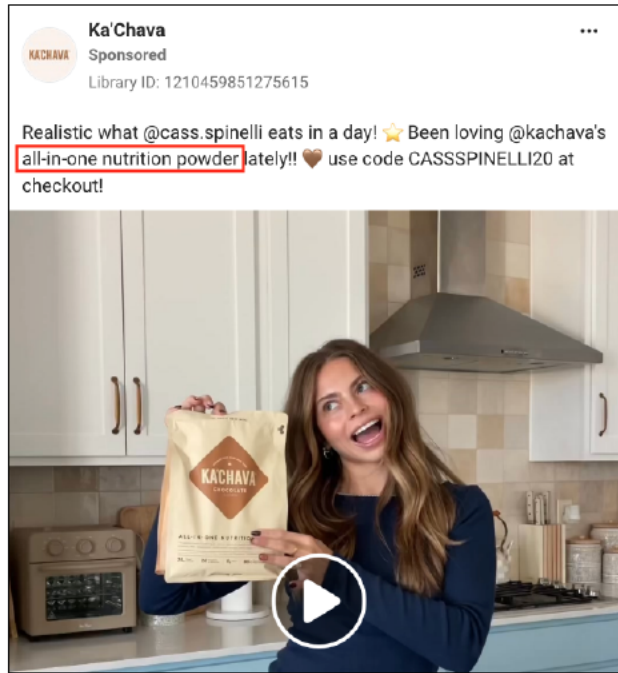 Ka'Chava
KA'CHAVA
Sponsored
Library ID: 1210459851275615
Realistic what @cass.spinelli eats in a day! ⭐ Been loving @kachava's
all-in-one nutrition powder lately!! 🤎 use code CASSSPINELLI20 at
checkout!
KA'CHAVA
CHOCOLATE
ALL-IN-ONE NUTRITIO